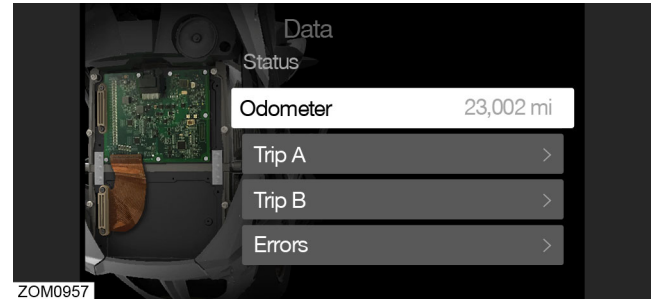 Data
Status
Odometer 23,002 mi
Trip A >
Trip B >
Errors >
ZOM0957